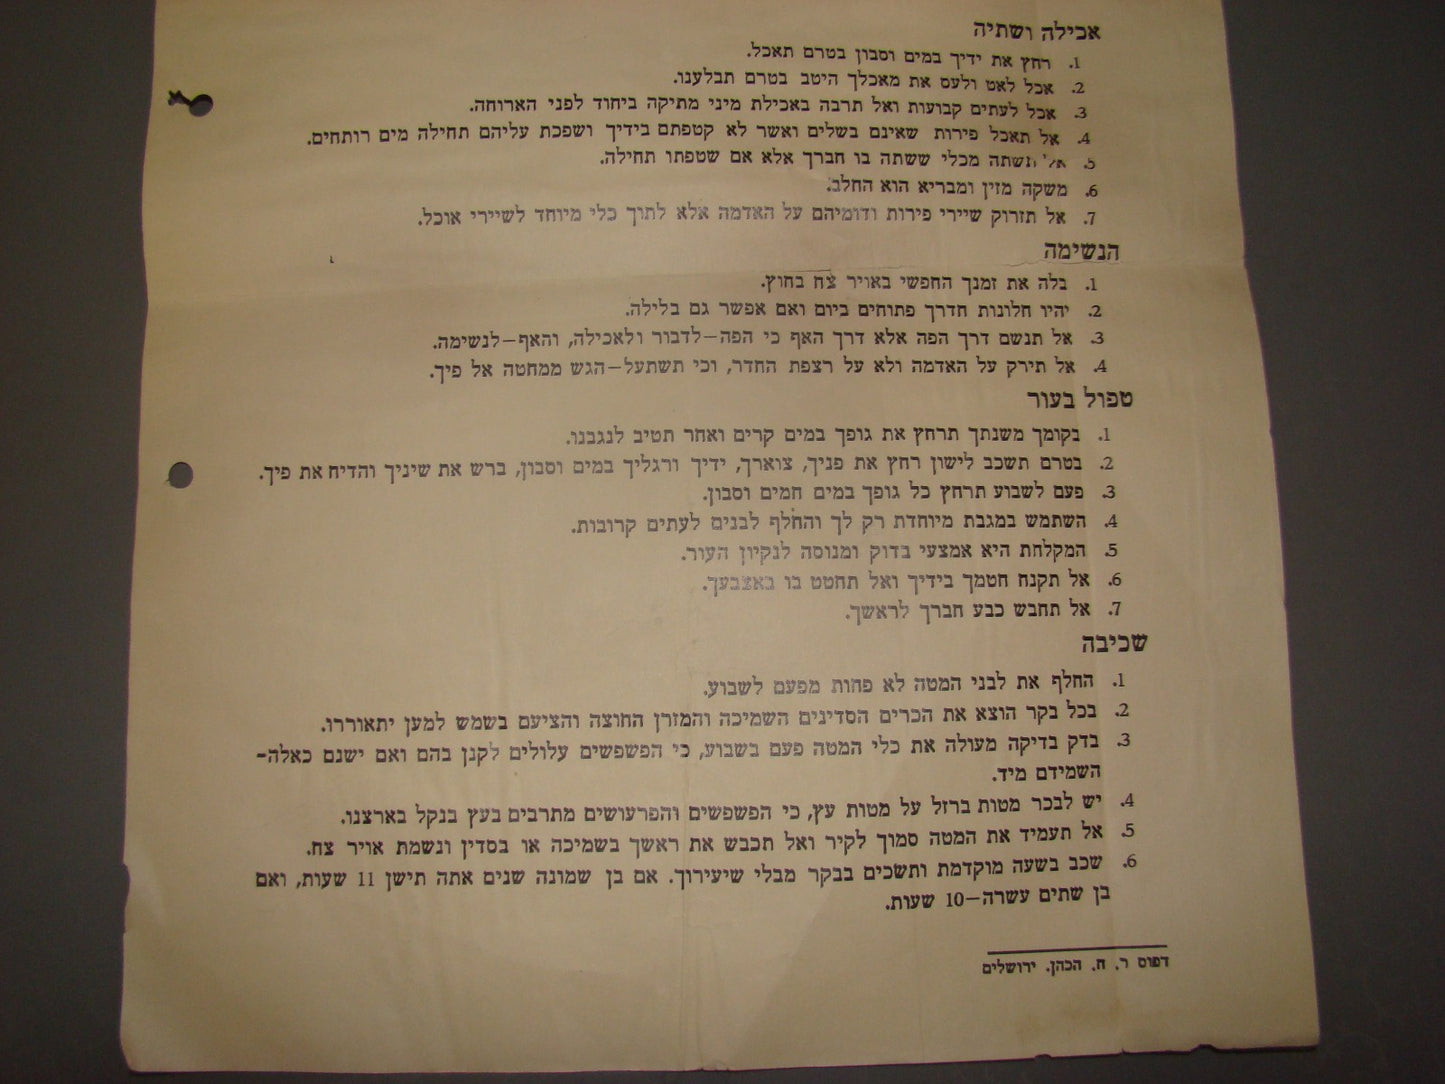 אכילה ושתיה
1. רחץ את ידיך במים וסבון בטרם תאכל.
2. אכל לאט ולעס את מאכלך היטב בטרם תבלענו.
3. אכל לעתים קבועות ואל תרבה באכילת מיני מתיקה ביחוד לפני הארוחה.
4. אל תאכל פירות שאינם בשלים ואשר לא קטפתם בידיך ושפכת עליהם תחילה מים רותחים.
5. אל תשתה מכלי ששתה בו חברך אלא אם שטפתו תחילה.
6. משקה מזין ומבריא הוא החלב.
7. אל תזרוק שיירי פירות ודומיהם על האדמה אלא לתוך כלי מיוחד לשיירי אוכל.
הנשימה
1. בלה את זמנך החפשי באויר צח בחוץ.
2. יהיו חלונות חדרך פתוחים ביום ואם אפשר גם בלילה.
3. אל תנשם דרך הפה אלא דרך האף כי הפה–לדבור ולאכילה, והאף–לנשימה.
4. אל תירק על האדמה ולא על רצפת החדר, וכי תשתעל–הגש ממחטה אל פיך.
טפול בעור
1. בקומך משנתך תרחץ את גופך במים קרים ואחר תטיב לנגבנו.
2. בטרם תשכב לישון רחץ את פניך, צוארך, ידיך ורגליך במים וסבון, ברש את שיניך והדיח את פיך.
3. פעם לשבוע תרחץ כל גופך במים חמים וסבון.
4. השתמש במגבת מיוחדת רק לך והחלף לבנים לעתים קרובות.
5. המקלחת היא אמצעי בדוק ומנוסה לנקיון העור.
6. אל תקנח חטמך בידיך ואל תחטט בו באצבעך.
7. אל תחבש כבע חברך לראשך.
שכיבה
1. החלף את לבני המטה לא פחות מפעם לשבוע.
2. בכל בקר הוצא את הכרים הסדינים השמיכה והמזרן החוצה והציעם בשמש למען יתאוררו.
3. בדק בדיקה מעולה את כלי המטה פעם בשבוע, כי הפשפשים עלולים לקנן בהם ואם ישנם כאלה–
השמידם מיד.
4. יש לבכר מטות ברזל על מטות עץ, כי הפשפשים והפרעושים מתרבים בעץ בנקל בארצנו.
5. אל תעמיד את המטה סמוך לקיר ואל תכבש את ראשך בשמיכה או בסדין ונשמת אויר צח.
6. שכב בשעה מוקדמת ותשכים בבקר מבלי שיעירוך. אם בן שמונה שנים אתה תישן 11 שעות, ואם
בן שתים עשרה–10 שעות.
דפוס ר. ח. הכהן. ירושלים